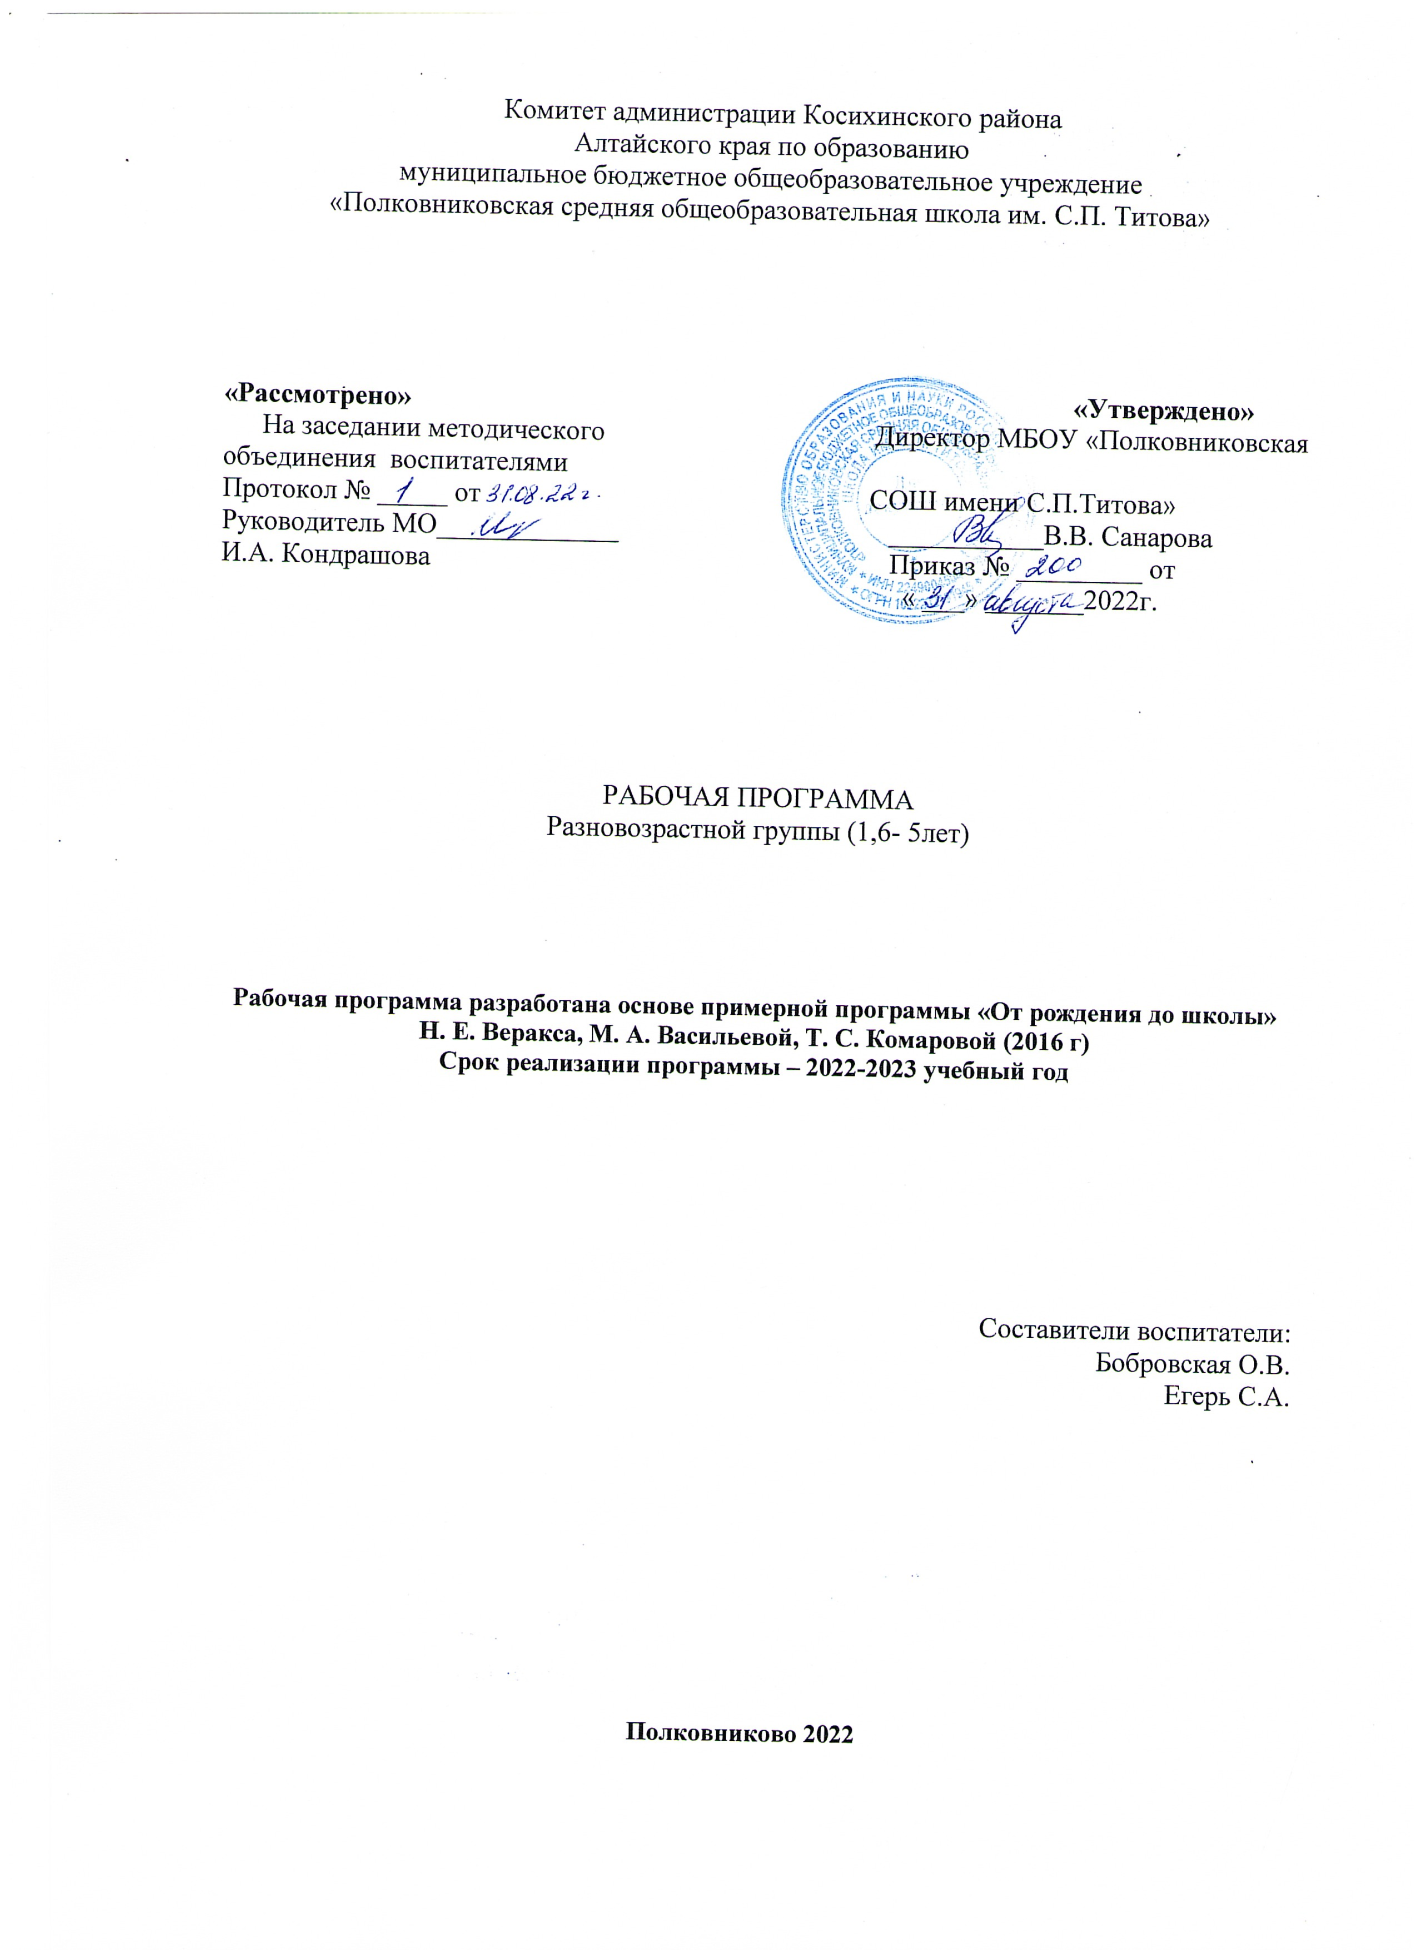 Комитет администрации Косихинского района
Алтайского края по образованию
муниципальное бюджетное общеобразовательное учреждение
«Полковниковская средняя общеобразовательная школа им. С.П. Титова»
«Рассмотрено»
На заседании методического
объединения воспитателями
Протокол № 1 от 31.08.22 г.
Руководитель МО
И.А. Кондрашова
«Утверждено»
Директор МБОУ «Полковниковская
СОШ имени С.П.Титова»
В.В. Санарова
Приказ № 200 от
« 31 » августа 2022г.
РАБОЧАЯ ПРОГРАММА
Разновозрастной группы (1,6- 5лет)
Рабочая программа разработана основе примерной программы «От рождения до школы»
Н. Е. Веракса, М. А. Васильевой, Т. С. Комаровой (2016 г)
Срок реализации программы – 2022-2023 учебный год
Составители воспитатели:
Бобровская О.В.
Егерь С.А.
Полковниково 2022